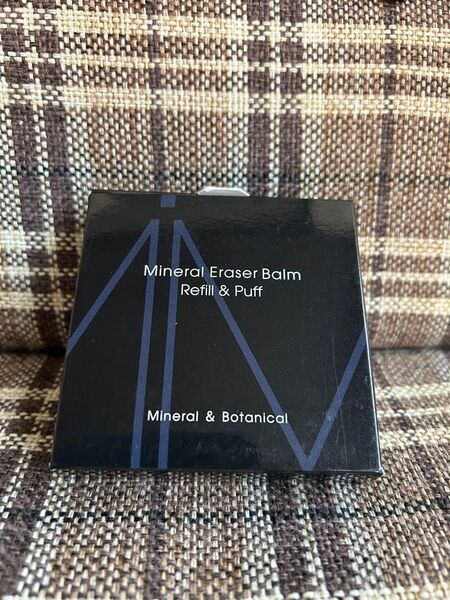 Mineral Eraser Balm
Refill & Puff
Mineral & Botanical